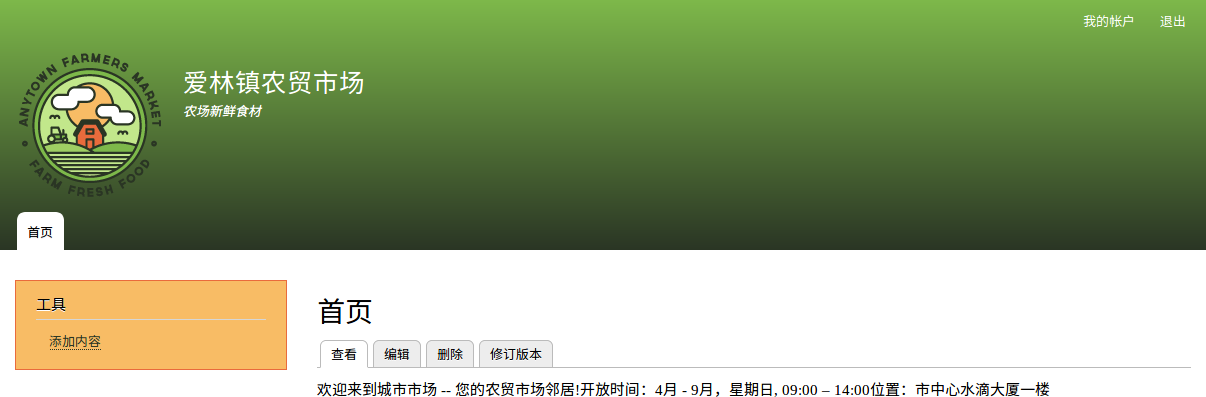 我的帐户 退出
ANYTOWN FARMERS MARKET
FARM FRESH FOOD
爱林镇农贸市场
农场新鲜食材
首页
工具
添加内容
首页
查看 编辑 删除 修订版本
欢迎来到城市市场 -- 您的农贸市场邻居!开放时间：4月 - 9月，星期日, 09:00 – 14:00位置：市中心水滴大厦一楼